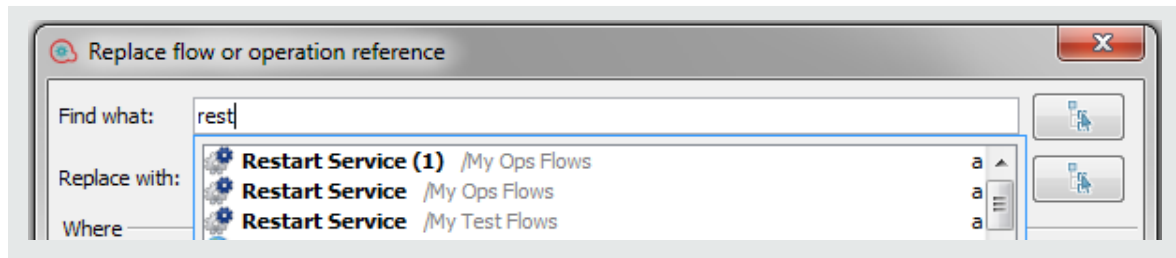 Replace flow or operation reference
Find what: rest
Restart Service (1) /My Ops Flows a
Replace with:
Restart Service /My Ops Flows a
Restart Service /My Test Flows a
Where